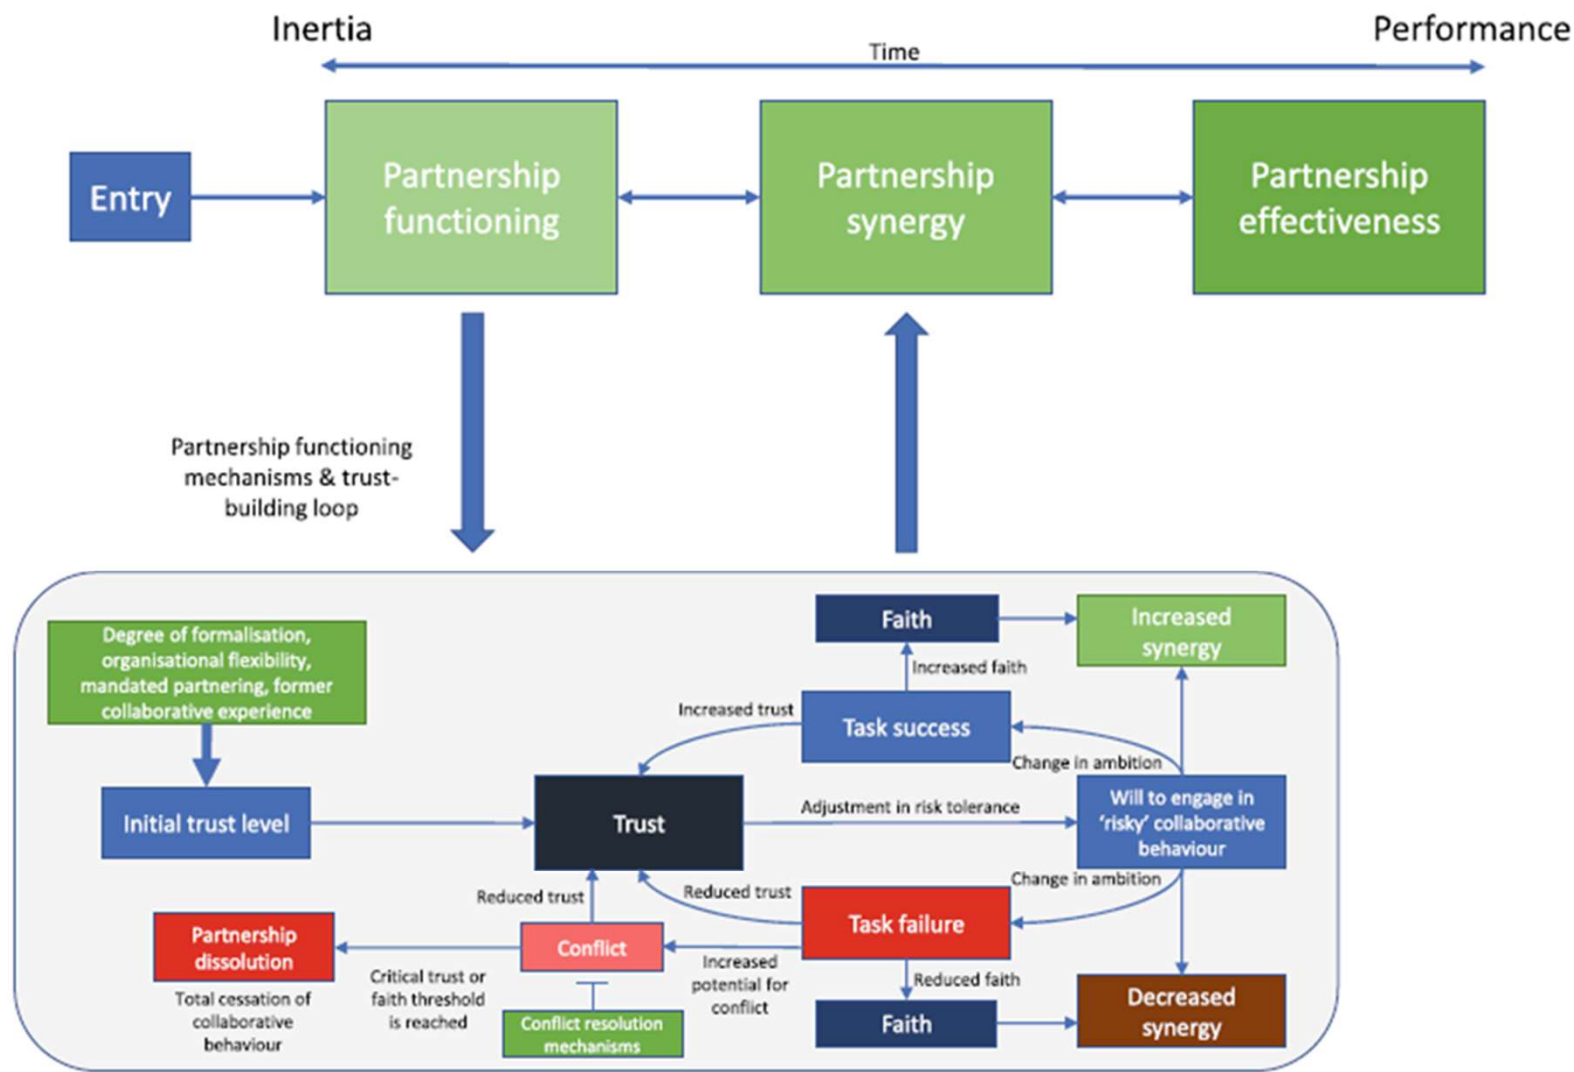 Inertia
Performance
Time
Entry
Partnership
functioning
Partnership
synergy
Partnership
effectiveness
Partnership functioning
mechanisms & trust-
building loop
Degree of formalisation,
organisational flexibility,
mandated partnering, former
collaborative experience
Faith
Increased
synergy
Increased faith
Increased trust
Task success
Change in ambition
Initial trust level
Trust
Adjustment in risk tolerance
Will to engage in
‘risky’ collaborative
behaviour
Reduced trust
Reduced trust
Change in ambition
Task failure
Partnership
dissolution
Conflict
Critical trust or
faith threshold
is reached
Increased
potential for
conflict
Reduced faith
Total cessation of
collaborative
behaviour
Conflict resolution
mechanisms
Faith
Decreased
synergy